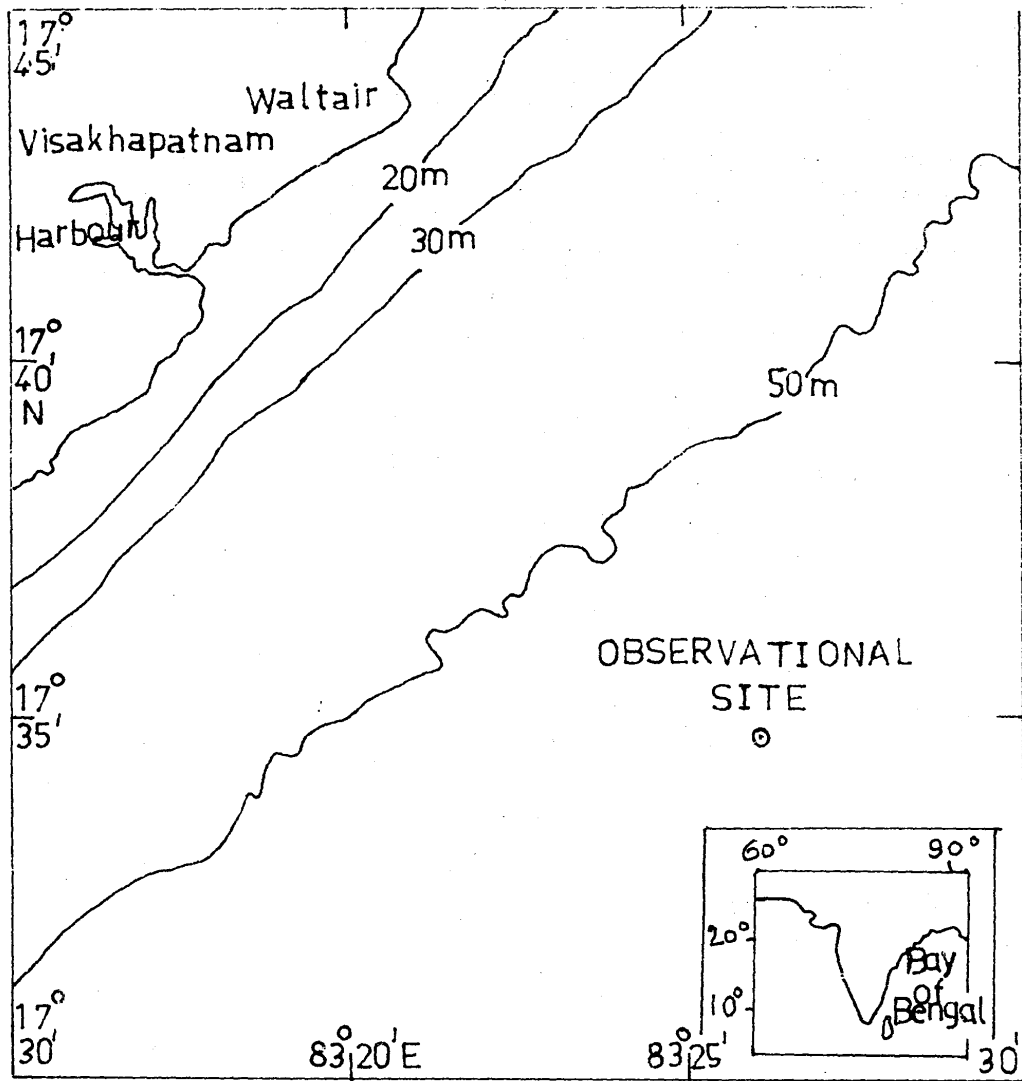 17°
45'
Waltair
Visakhapatnam
20m
Harbour
30m
17°
40'
N
50m
OBSERVATIONAL
SITE
17°
35'
60° 90°
20°
Bay
of
10°
Bengal
17°
30'
83°20'E
83°25'
30'